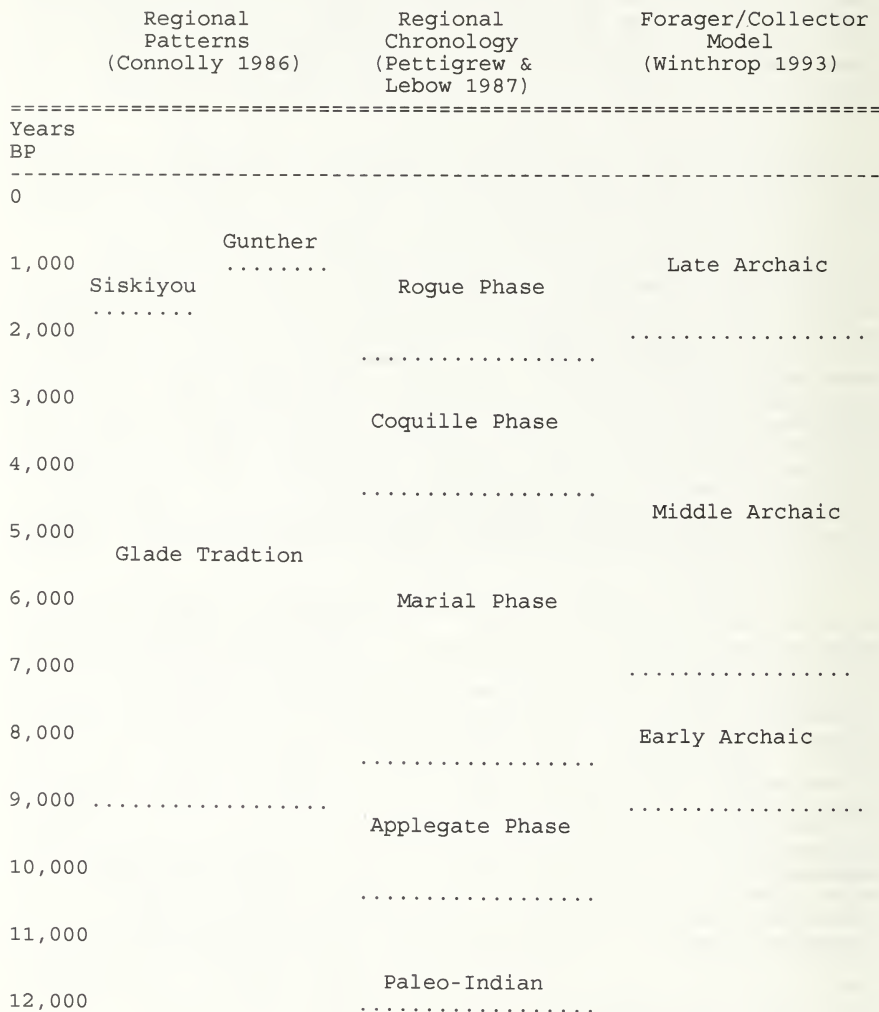 Regional Regional Forager/Collector
Patterns Chronology Model
(Connolly 1986) (Pettigrew & (Winthrop 1993)
Lebow 1987)
================================================================
Years
BP
----------------------------------------------------------------
0
Gunther
1,000 ........ Late Archaic
Siskiyou Rogue Phase
........
2,000 ..................
..................
3,000
Coquille Phase
4,000
..................
Middle Archaic
5,000
Glade Tradtion
6,000 Marial Phase
7,000 .................
8,000 Early Archaic
..................
9,000 .................. ..................
Applegate Phase
10,000
..................
11,000
Paleo-Indian
12,000 ..................